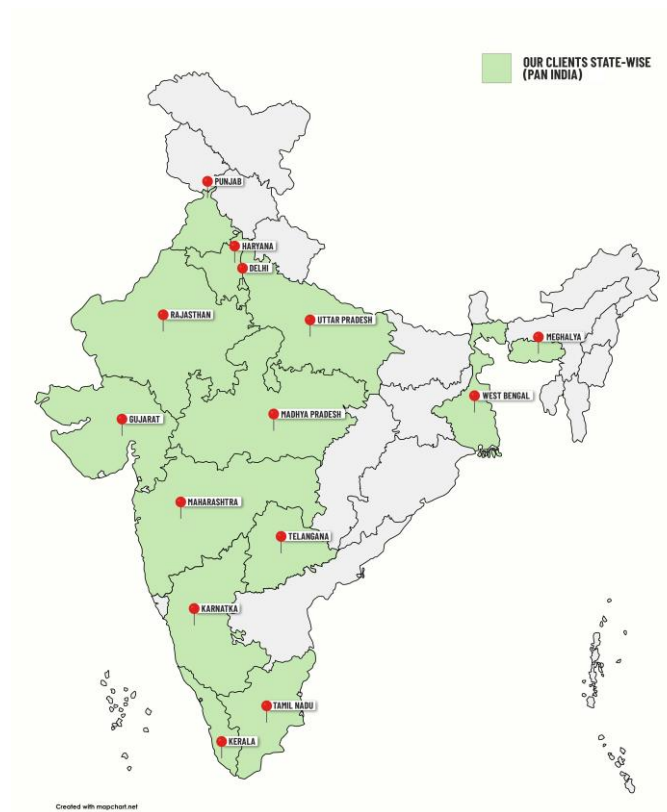 OUR CLIENTS STATE-WISE
(PAN INDIA)
PUNJAB
HARYANA
DELHI
RAJASTHAN
UTTAR PRADESH
MEGHALYA
WEST BENGAL
GUJARAT
MADHYA PRADESH
MAHARASHTRA
TELANGANA
KARNATKA
TAMIL NADU
KERALA
Created with mapchart.net